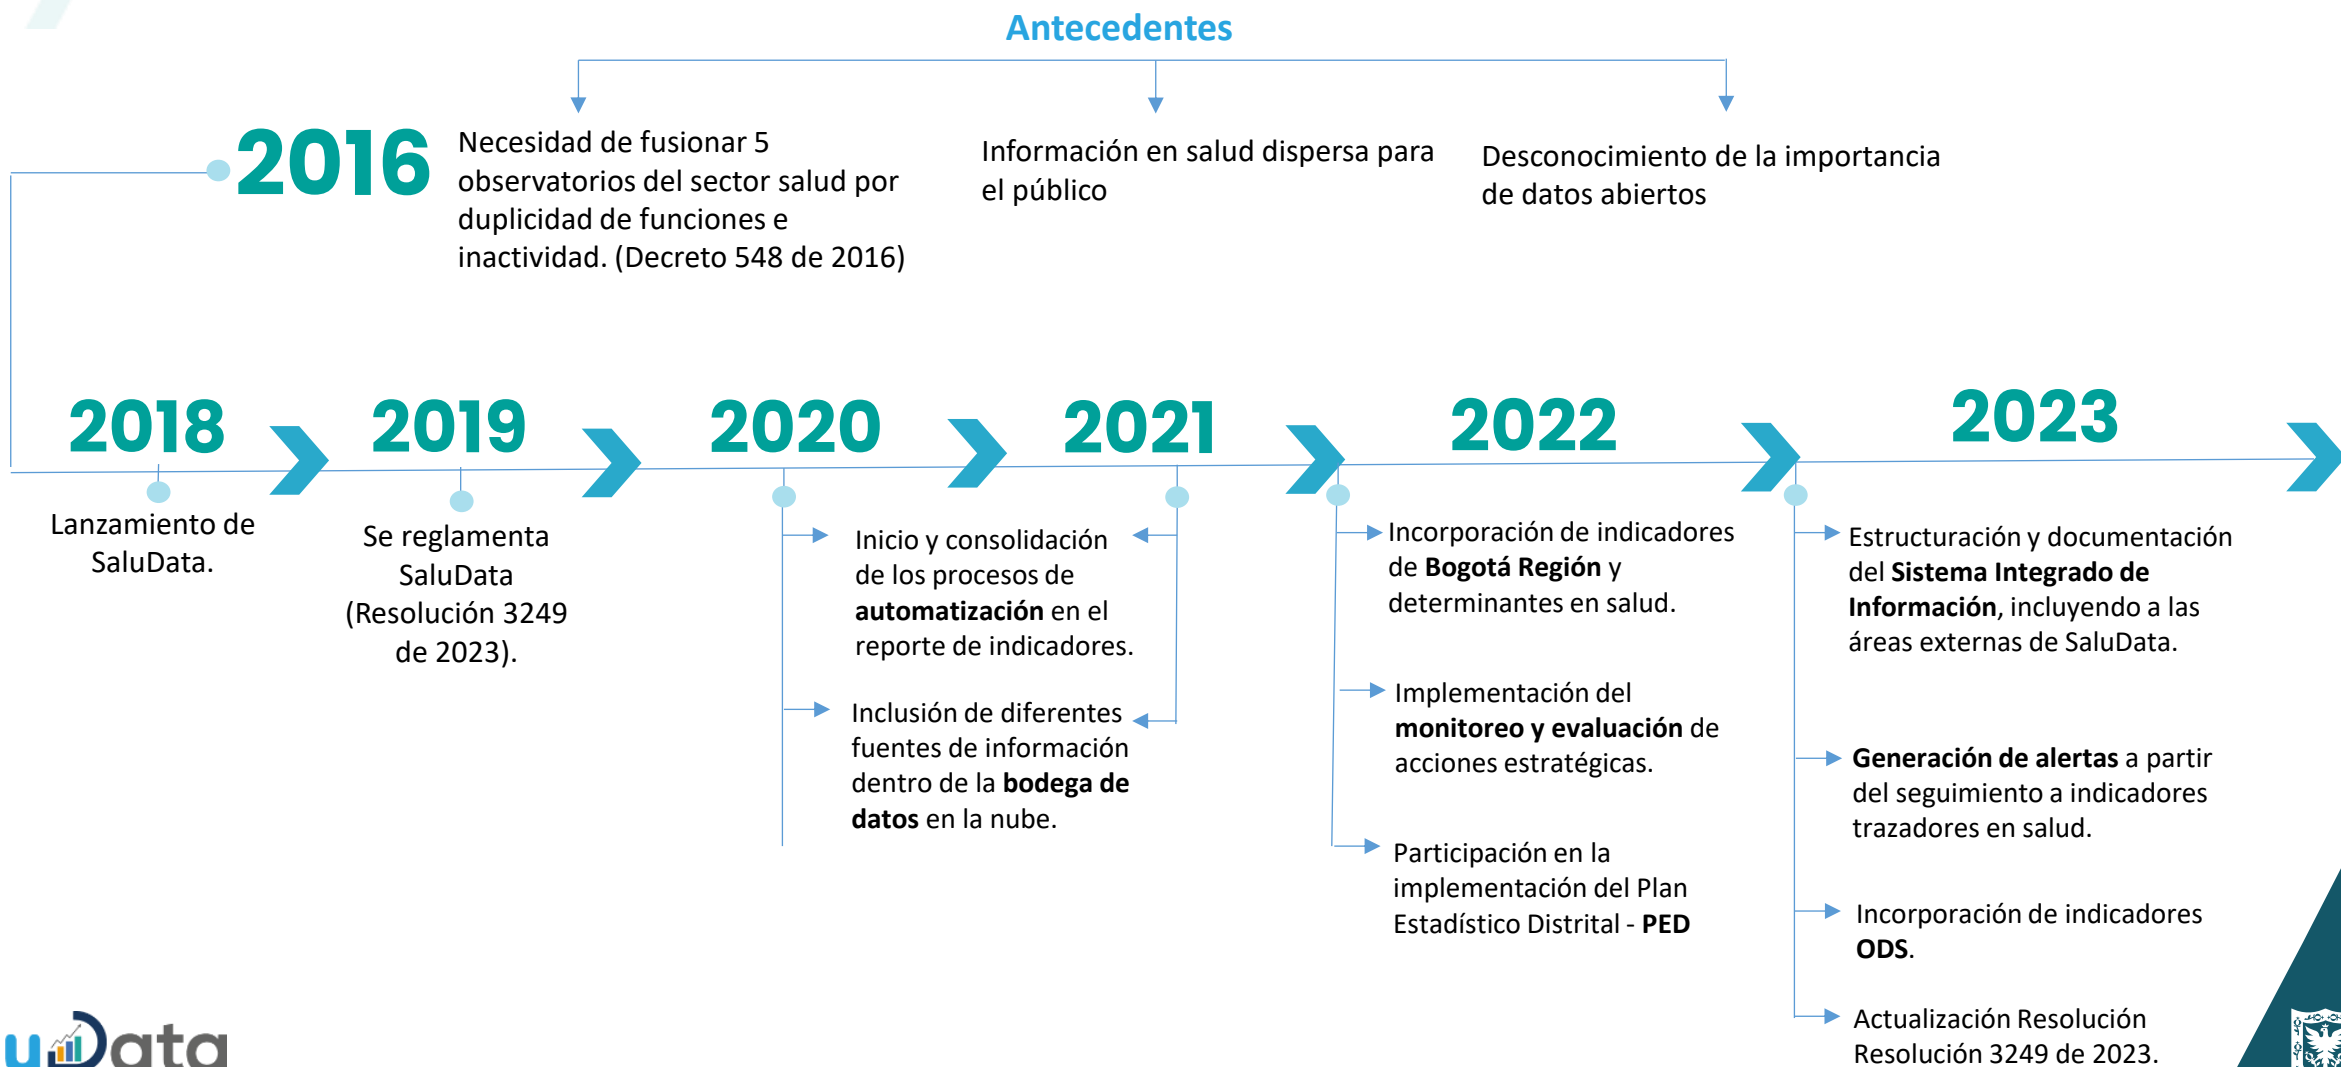 Antecedentes
2016
Necesidad de fusionar 5
observatorios del sector salud por
duplicidad de funciones e
inactividad. (Decreto 548 de 2016)
Información en salud dispersa para
el público
Desconocimiento de la importancia
de datos abiertos
2018
Lanzamiento de
SaluData.
2019
Se reglamenta
SaluData
(Resolución 3249
de 2023).
2020
2021
Inicio y consolidación
de los procesos de
automatización en el
reporte de indicadores.
Inclusión de diferentes
fuentes de información
dentro de la bodega de
datos en la nube.
2022
Incorporación de indicadores
de Bogotá Región y
determinantes en salud.
Implementación del
monitoreo y evaluación de
acciones estratégicas.
Participación en la
implementación del Plan
Estadístico Distrital - PED
2023
Estructuración y documentación
del Sistema Integrado de
Información, incluyendo a las
áreas externas de SaluData.
Generación de alertas a partir
del seguimiento a indicadores
trazadores en salud.
Incorporación de indicadores
ODS.
Actualización Resolución
Resolución 3249 de 2023.
uData